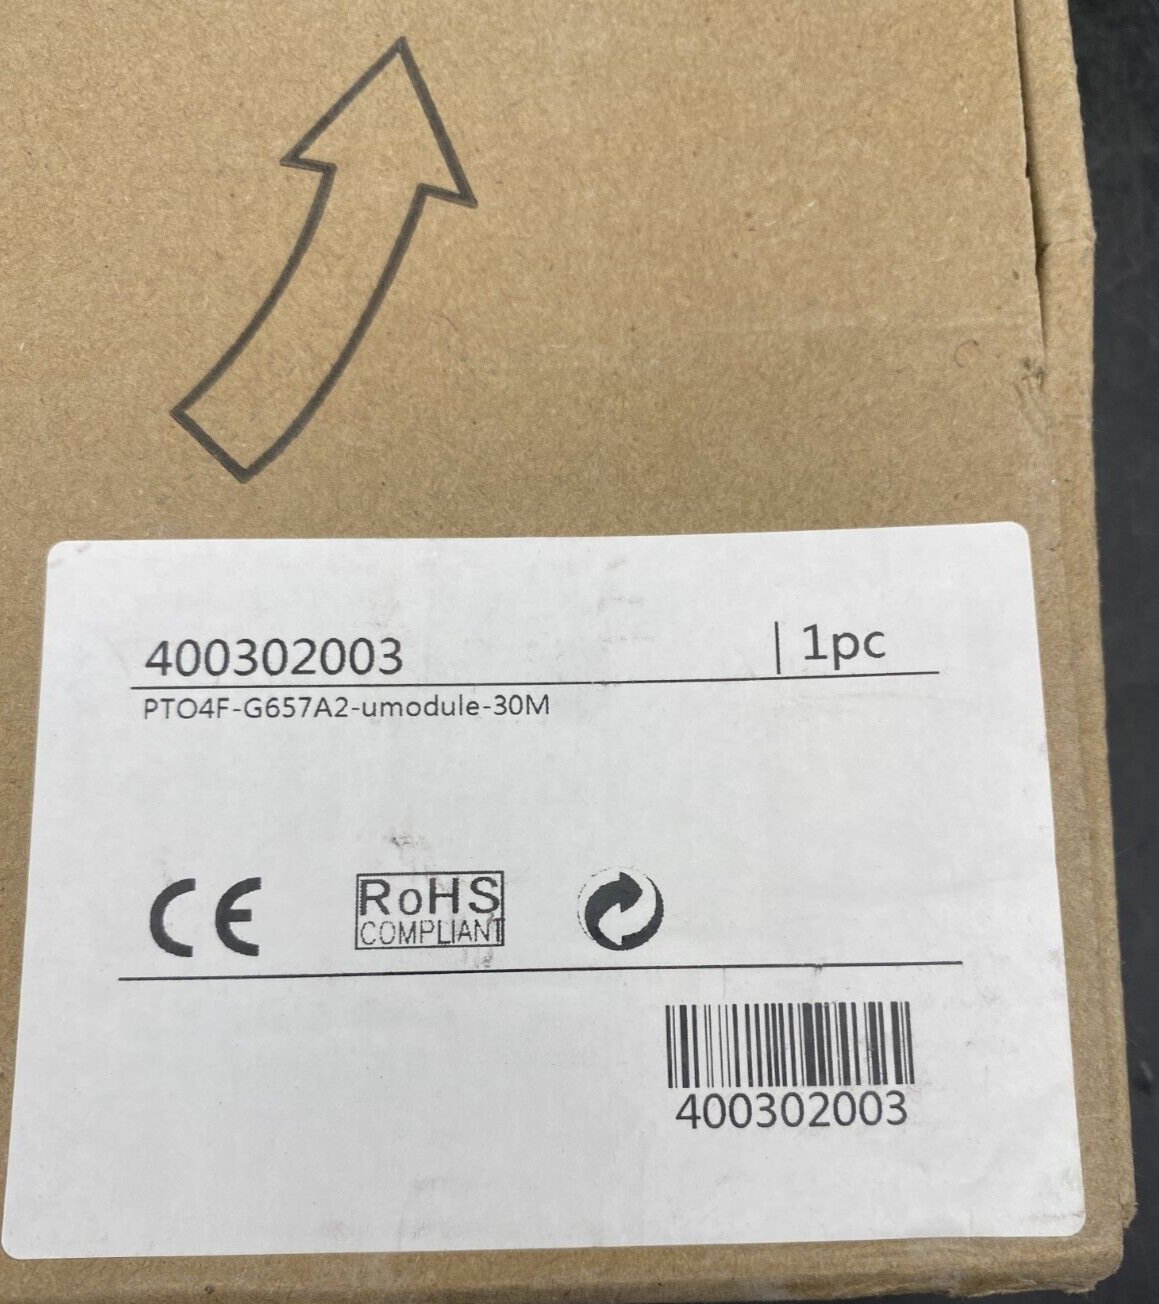 400302003 | 1pc
PTO4F-G657A2-umodule-30M
CE RoHS
COMPLIANT
400302003